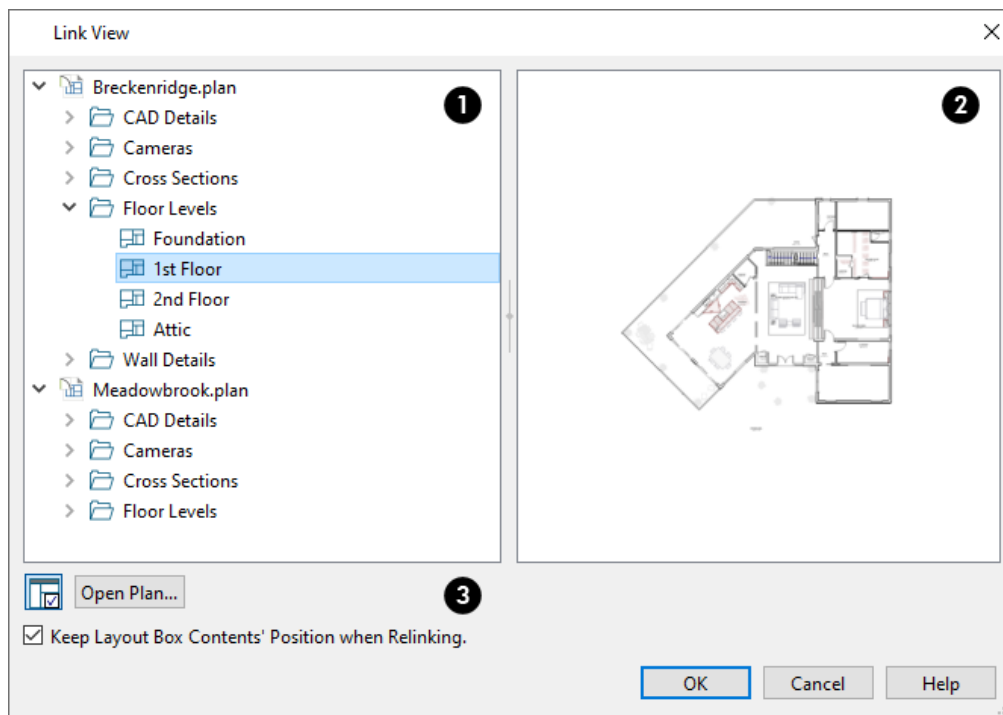 Link View
Breckenridge.plan
1
2
CAD Details
Cameras
Cross Sections
Floor Levels
Foundation
1st Floor
2nd Floor
Attic
Wall Details
Meadowbrook.plan
CAD Details
Cameras
Cross Sections
Floor Levels
Open Plan...
3
Keep Layout Box Contents' Position when Relinking.
OK Cancel Help